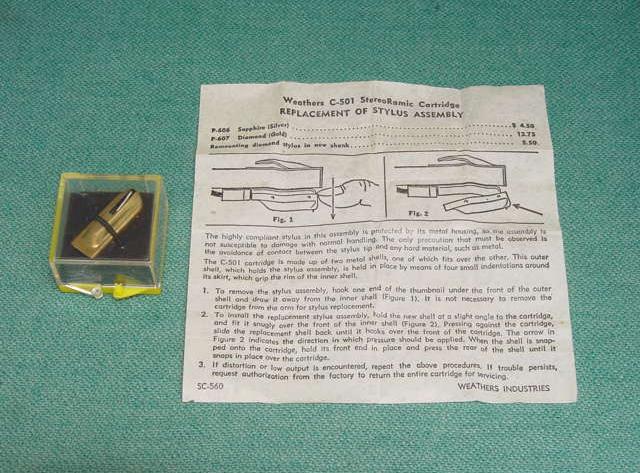 Weathers C-501 StereoRamic Cartridge
REPLACEMENT OF STYLUS ASSEMBLY
P-606 Sapphire (Silver) $ 4.50
P-607 Diamond (Gold) 12.75
Remounting diamond stylus in new shank 5.50
Fig. 1
Fig. 2
The highly compliant stylus in this assembly is protected by its metal housing, so the assembly is
not susceptible to damage with normal handling. The only precaution that must be observed is
the avoidance of contact between the stylus tip and any hard material, such as metal.
The C-501 cartridge is made up of two metal shells, one of which fits over the other. This outer
shell, which holds the stylus assembly, is held in place by means of four small indentations around
its skirt, which grip the rim of the inner shell.
1. To remove the stylus assembly, hook one end of the thumbnail under the front of the outer
shell and draw it away from the inner shell (Figure 1). It is not necessary to remove the
cartridge from the arm for stylus replacement.
2. To install the replacement stylus assembly, hold the new shell at a slight angle to the cartridge,
and fit it snugly over the front of the inner shell (Figure 2). Pressing against the cartridge,
slide the replacement shell back until it hooks over the front of the cartridge. The arrow in
Figure 2 indicates the direction in which pressure should be applied. When the shell is snap-
ped onto the cartridge, hold its front end in place and press the rear of the shell until it
snaps in place over the cartridge.
3. If distortion or low output is encountered, repeat the above procedures. If trouble persists,
request authorization from the factory to return the entire cartridge for servicing.
SC-560 WEATHERS INDUSTRIES